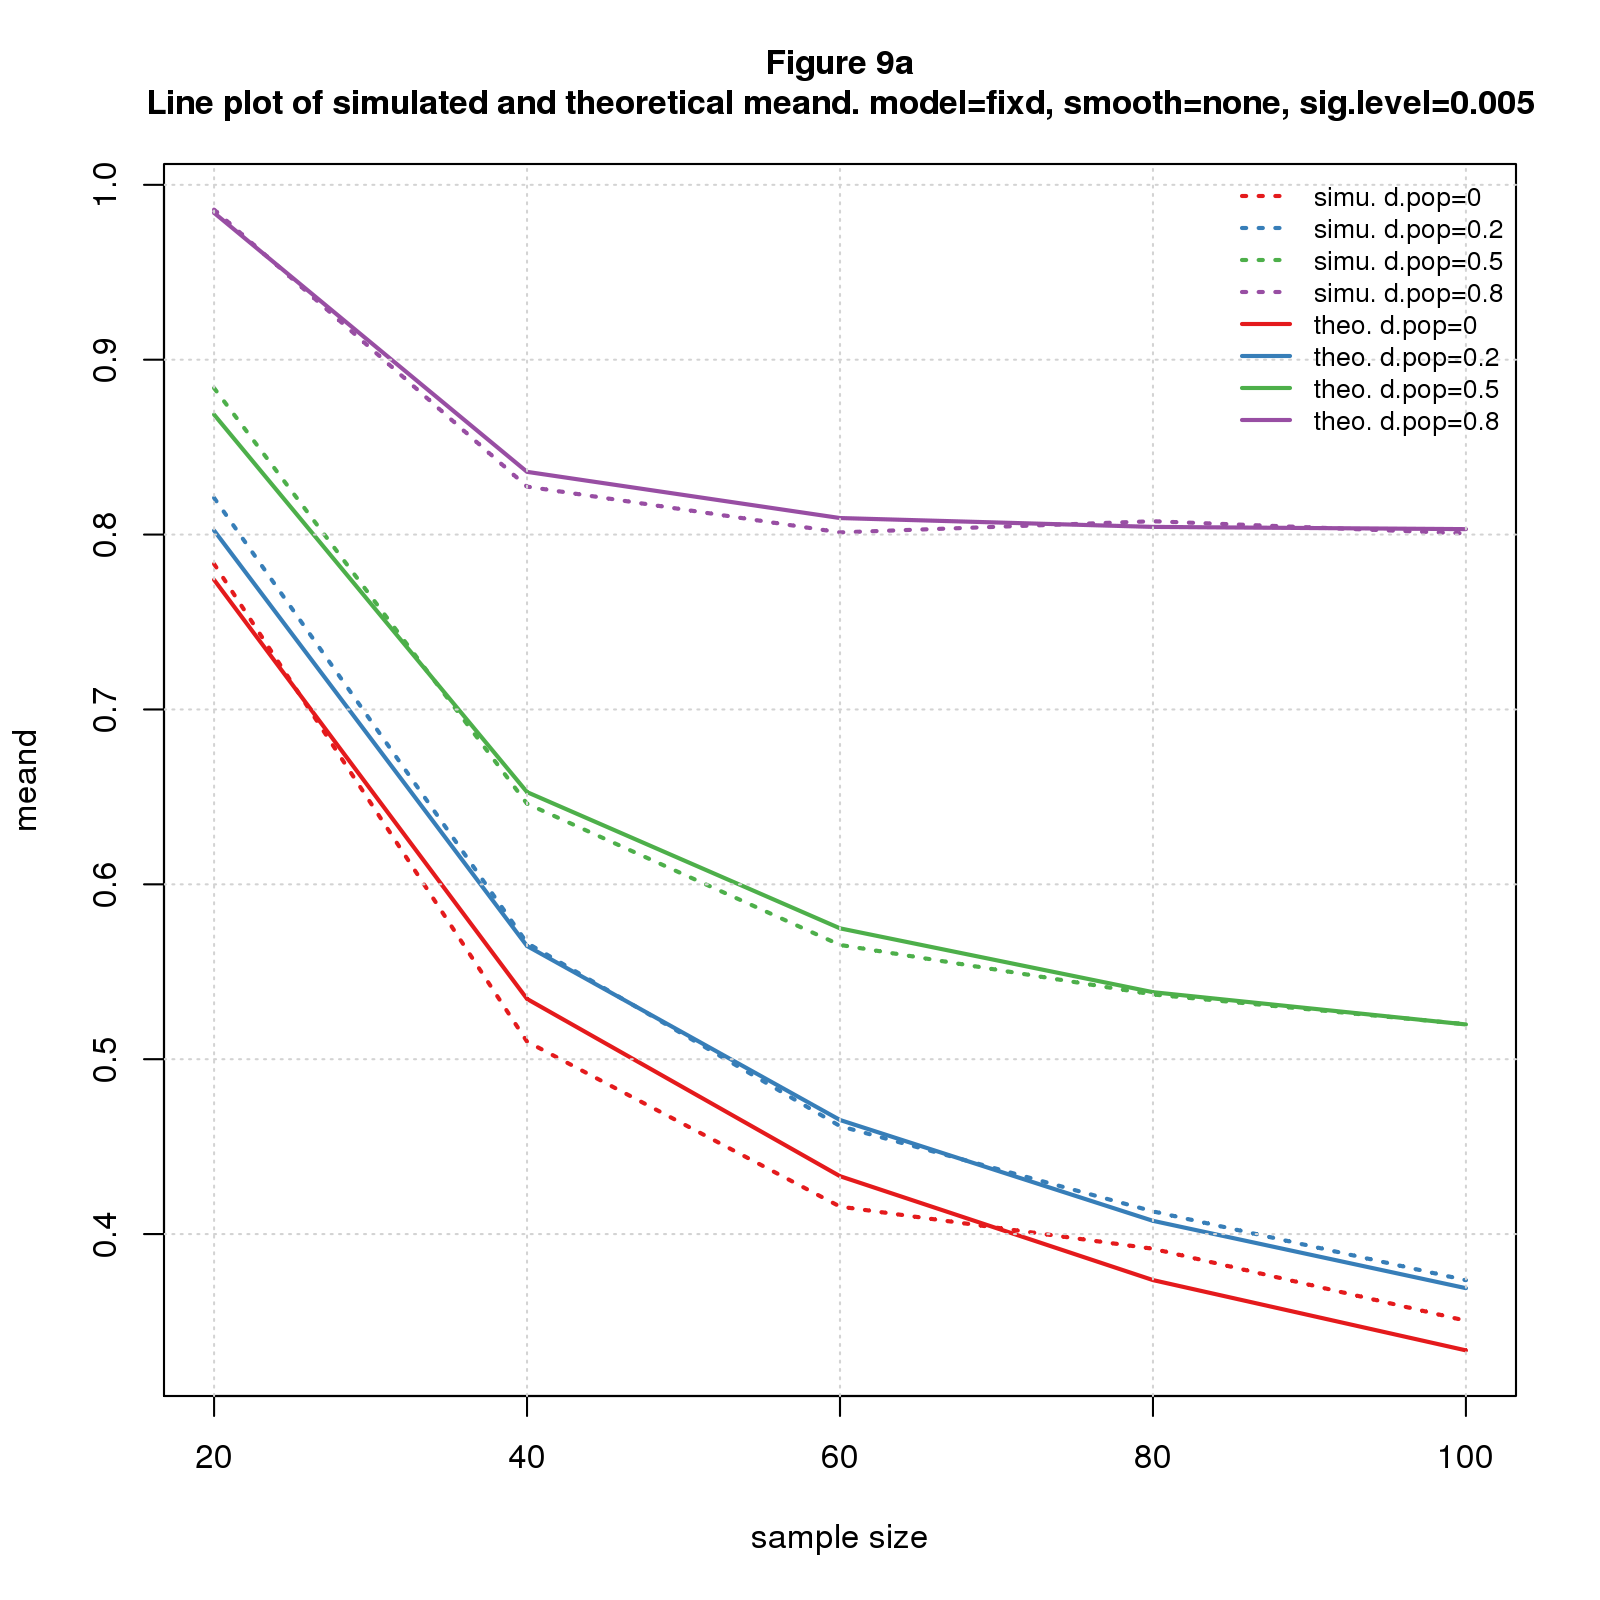 Figure 9a
Line plot of simulated and theoretical meand. model=fixd, smooth=none, sig.level=0.005
meand
1.0
0.9
0.8
0.7
0.6
0.5
0.4
simu. d.pop=0
simu. d.pop=0.2
simu. d.pop=0.5
simu. d.pop=0.8
theo. d.pop=0
theo. d.pop=0.2
theo. d.pop=0.5
theo. d.pop=0.8
20 40 60 80 100
sample size